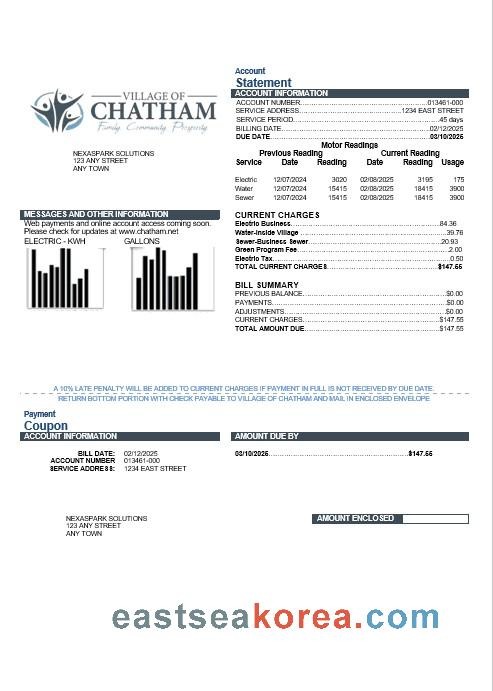 VILLAGE OF
CHATHAM
Family. Community. Prosperity.
NEXASPARK SOLUTIONS
123 ANY STREET
ANY TOWN
Account
Statement
ACCOUNT INFORMATION
ACCOUNT NUMBER 013461-000
SERVICE ADDRESS 1234 EAST STREET
SERVICE PERIOD 45 days
BILLING DATE 02/12/2025
DUE DATE 03/10/2025
Motor Readings
Previous Reading Current Reading
Service Date Reading Date Reading Usage
Electric 12/07/2024 3020 02/08/2025 3195 175
Water 12/07/2024 15415 02/08/2025 18415 3900
Sewer 12/07/2024 15415 02/08/2025 18415 3900
MESSAGES AND OTHER INFORMATION
Web payments and online account access coming soon.
Please check for updates at www.chatham.net
ELECTRIC - KWH GALLONS
CURRENT CHARGES
Electric Business 84.36
Water-Inside Village 39.76
Sewer-Business Sewer 20.93
Green Program Fee 2.00
Electric Tax 0.50
TOTAL CURRENT CHARGES $147.55
BILL SUMMARY
PREVIOUS BALANCE $0.00
PAYMENTS $0.00
ADJUSTMENTS $0.00
CURRENT CHARGES $147.55
TOTAL AMOUNT DUE $147.55
A 10% LATE PENALTY WILL BE ADDED TO CURRENT CHARGES IF PAYMENT IN FULL IS NOT RECEIVED BY DUE DATE.
RETURN BOTTOM PORTION WITH CHECK PAYABLE TO VILLAGE OF CHATHAM AND MAIL IN ENCLOSED ENVELOPE
Payment
Coupon
ACCOUNT INFORMATION
BILL DATE: 02/12/2025
ACCOUNT NUMBER 013461-000
SERVICE ADDRESS: 1234 EAST STREET
AMOUNT DUE BY
03/10/2025 $147.55
NEXASPARK SOLUTIONS
123 ANY STREET
ANY TOWN
AMOUNT ENCLOSED
eastseakorea.com